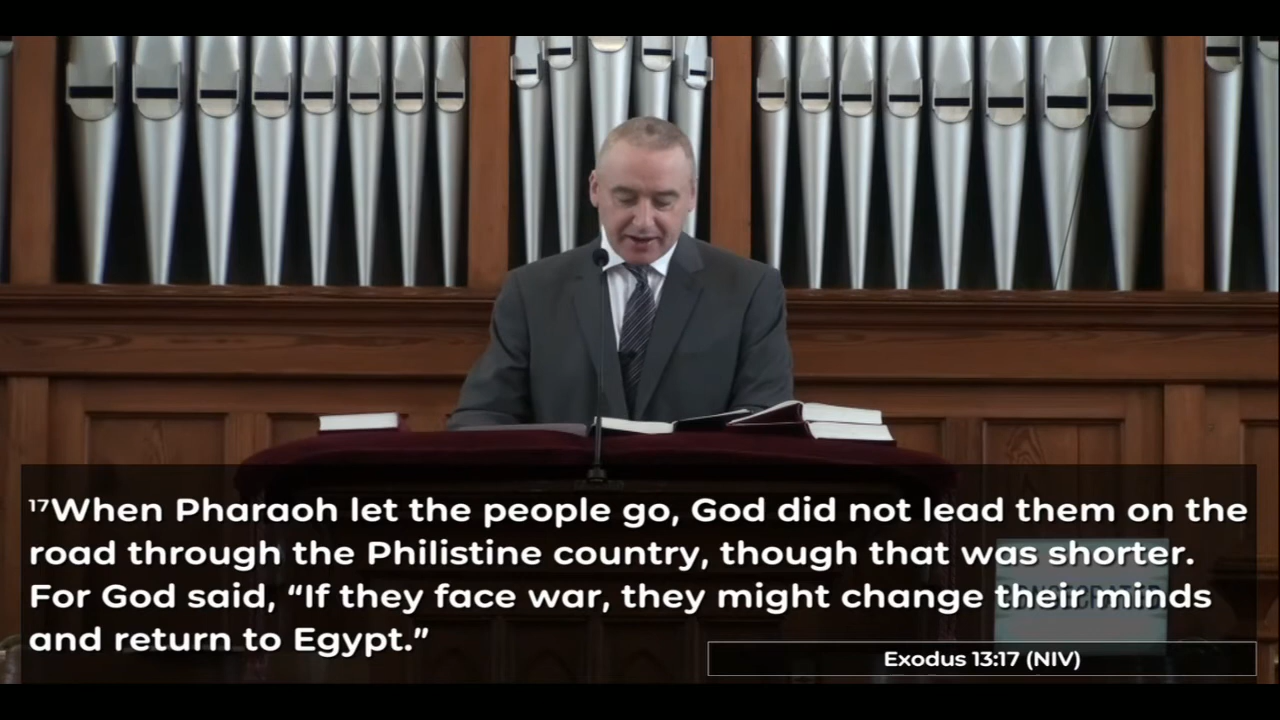 ¹⁷When Pharaoh let the people go, God did not lead them on the
road through the Philistine country, though that was shorter.
For God said, “If they face war, they might change their minds
and return to Egypt.”
Exodus 13:17 (NIV)